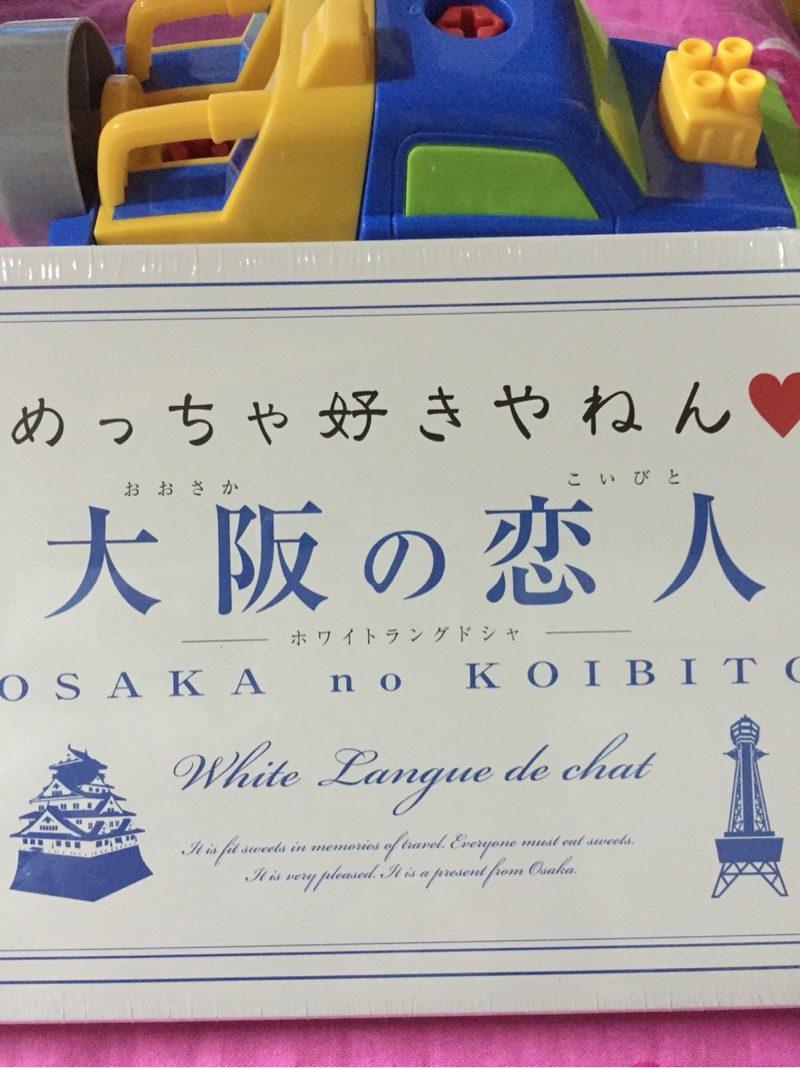 めっちゃ好きやねん♥
おおさか こいびと
大阪の恋人
ホワイトラングドシャ
OSAKA no KOIBITO
White Langue de chat
It is fit sweets in memories of travel. Everyone must eat sweets.
It is very pleased. It is a present from Osaka.